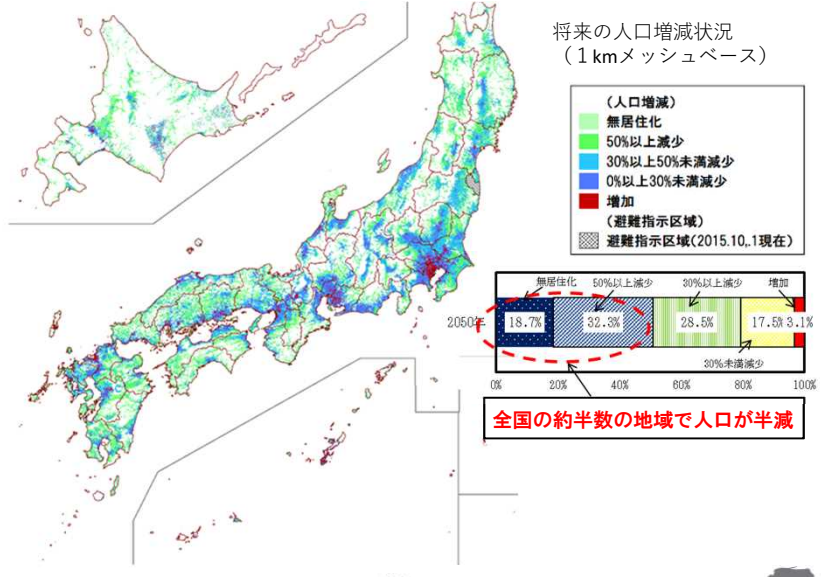 将来の人口増減状況
（１kmメッシュベース）
（人口増減）
無居住化
50%以上減少
30%以上50%未満減少
0%以上30%未満減少
増加
（避難指示区域）
避難指示区域(2015.10,.1現在)
無居住化 50%以上減少 30%以上減少 増加
2050年 18.7% 32.3% 28.5% 17.5% 3.1%
30%未満減少
0% 20% 40% 60% 80% 100%
全国の約半数の地域で人口が半減